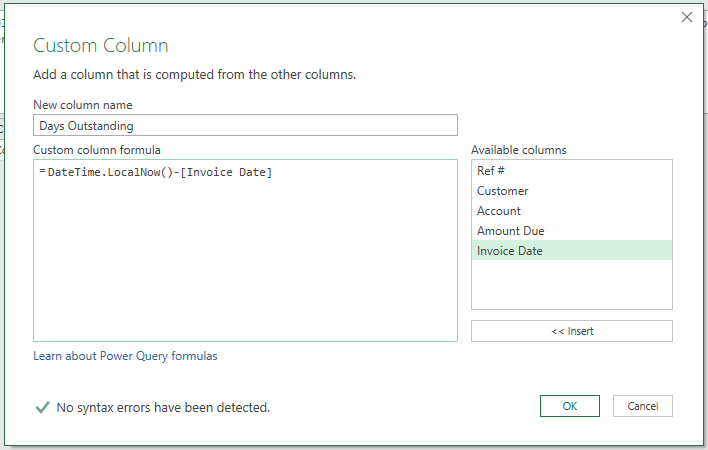 Custom Column
Add a column that is computed from the other columns.
New column name
Days Outstanding
Custom column formula
= DateTime.LocalNow()-[Invoice Date]
Available columns
Ref #
Customer
Account
Amount Due
Invoice Date
<< Insert
Learn about Power Query formulas
No syntax errors have been detected.
OK
Cancel